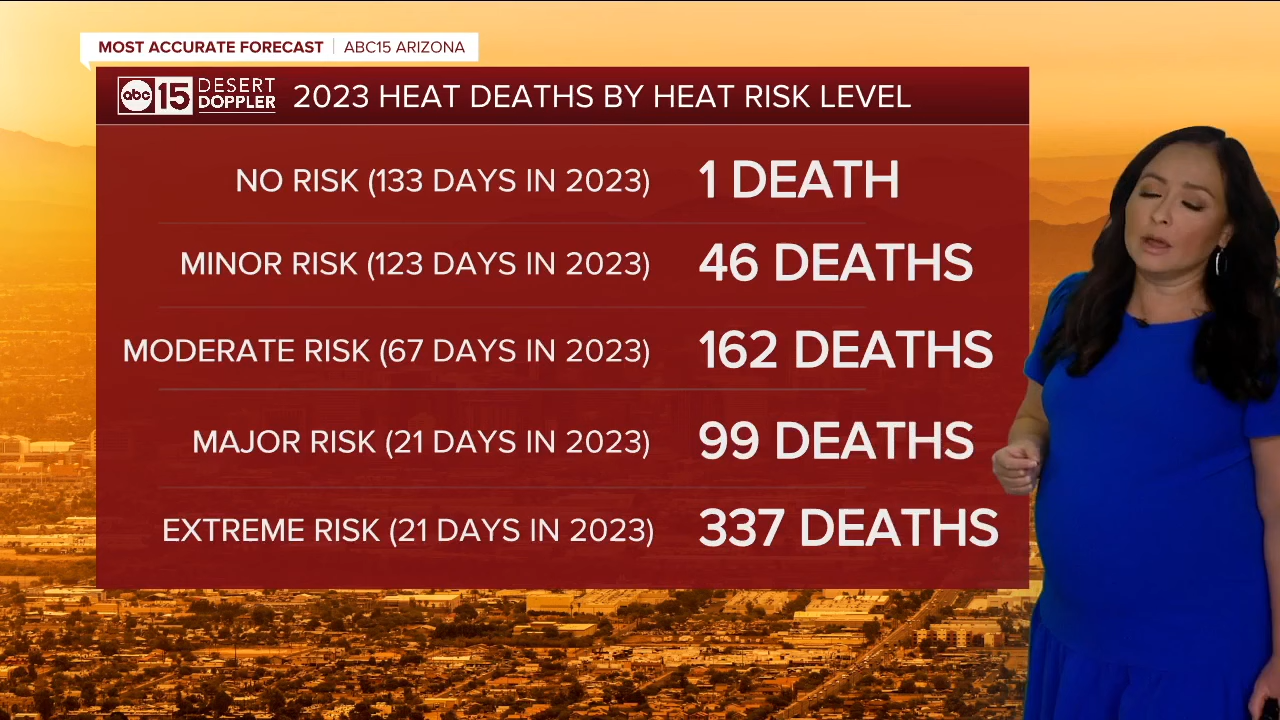 MOST ACCURATE FORECAST | ABC15 ARIZONA
abc 15 DESERT DOPPLER
2023 HEAT DEATHS BY HEAT RISK LEVEL
NO RISK (133 DAYS IN 2023) 1 DEATH
MINOR RISK (123 DAYS IN 2023) 46 DEATHS
MODERATE RISK (67 DAYS IN 2023) 162 DEATHS
MAJOR RISK (21 DAYS IN 2023) 99 DEATHS
EXTREME RISK (21 DAYS IN 2023) 337 DEATHS